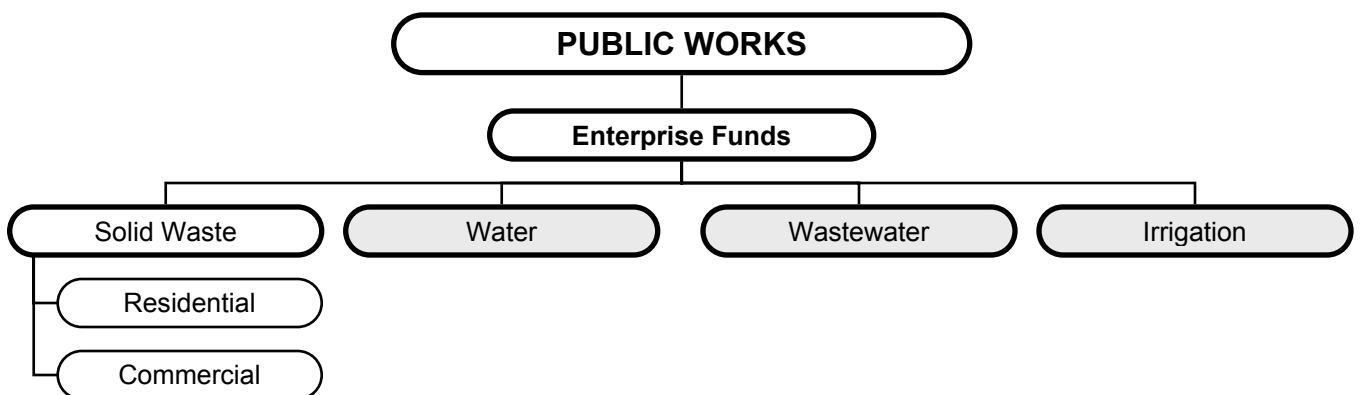 PUBLIC WORKS
Enterprise Funds
Solid Waste
Water
Wastewater
Irrigation
Residential
Commercial